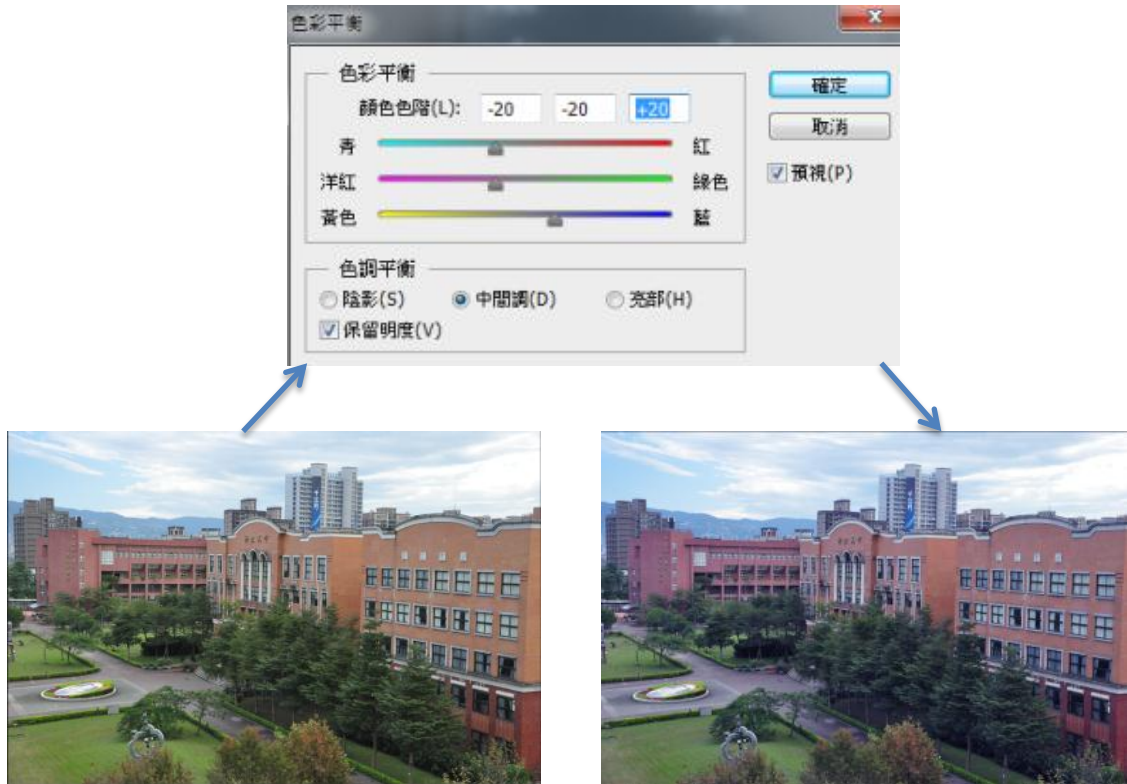 色彩平衡
色彩平衡
顏色色階(L): -20 -20 +20
青 紅
洋紅 綠色
黃色 藍
色調平衡
陰影(S) 中間調(D) 亮部(H)
保留明度(V)
確定
取消
預視(P)